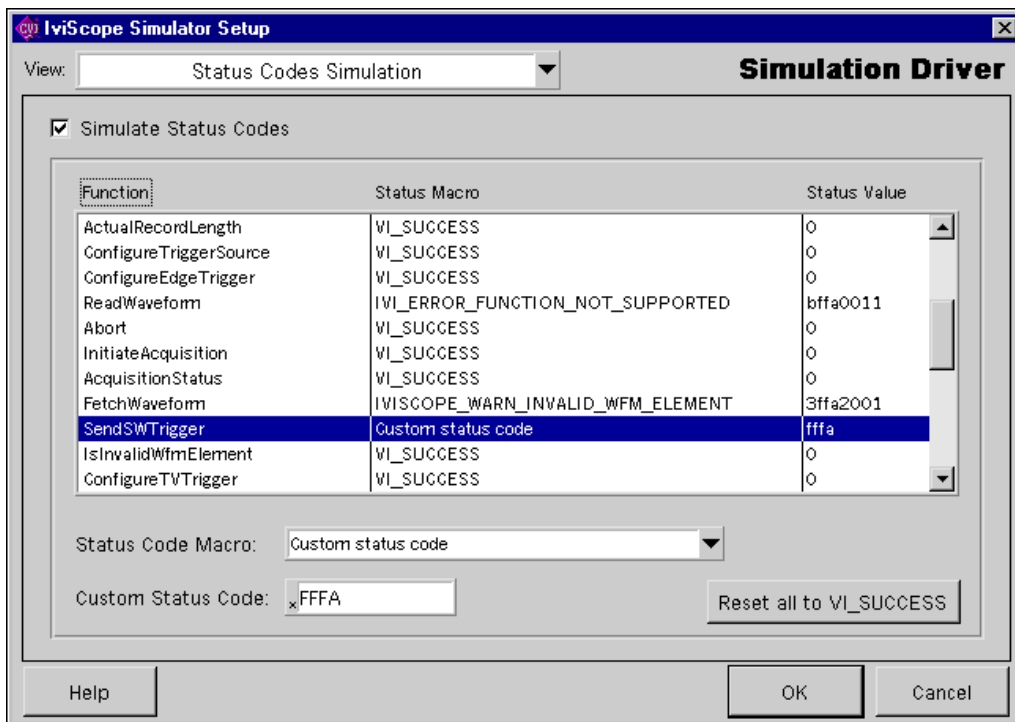 cvi IviScope Simulator Setup
View: Status Codes Simulation Simulation Driver
Simulate Status Codes
Function Status Macro Status Value
ActualRecordLength VI_SUCCESS 0
ConfigureTriggerSource VI_SUCCESS 0
ConfigureEdgeTrigger VI_SUCCESS 0
ReadWaveform IVI_ERROR_FUNCTION_NOT_SUPPORTED bffa0011
Abort VI_SUCCESS 0
InitiateAcquisition VI_SUCCESS 0
AcquisitionStatus VI_SUCCESS 0
FetchWaveform IVISCOPE_WARN_INVALID_WFM_ELEMENT 3ffa2001
SendSWTrigger Custom status code fffa
IsInvalidWfmElement VI_SUCCESS 0
ConfigureTVTrigger VI_SUCCESS 0
Status Code Macro: Custom status code
Custom Status Code: xFFFA Reset all to VI_SUCCESS
Help OK Cancel